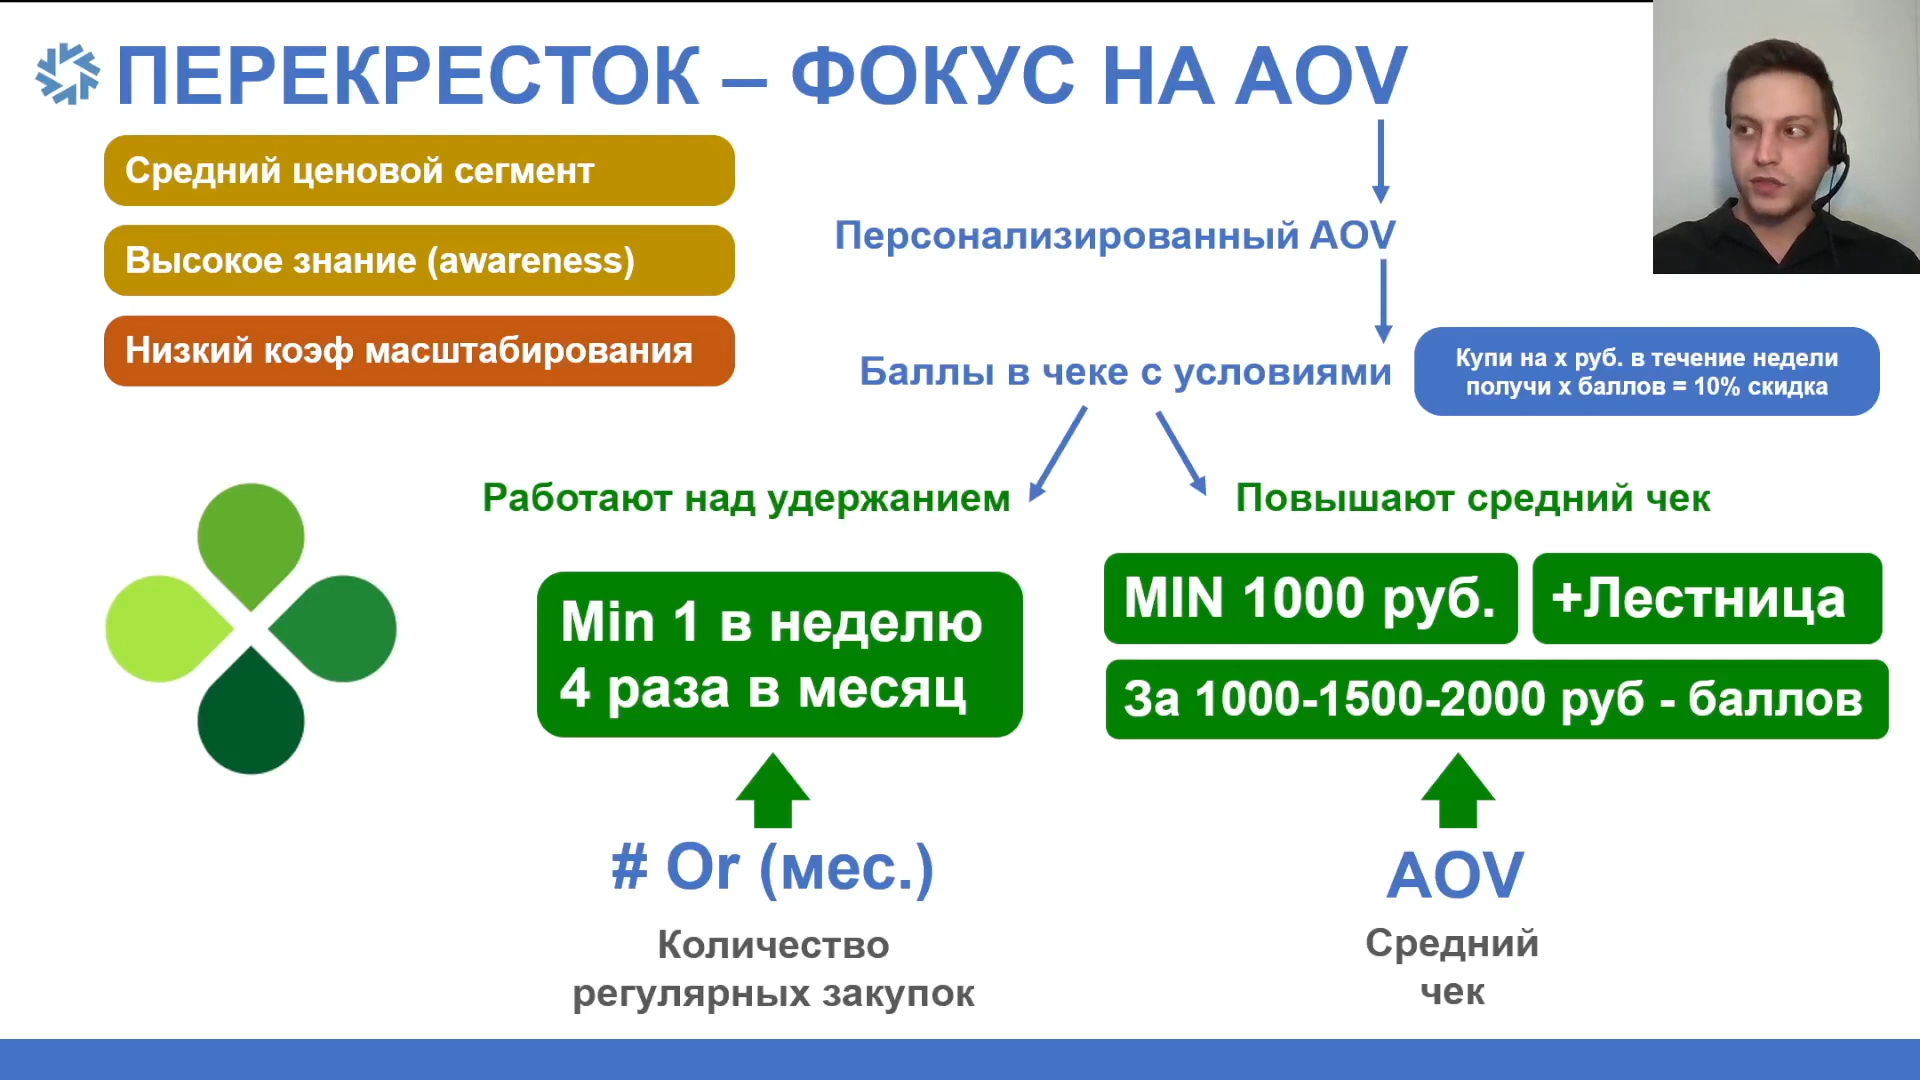 ПЕРЕКРЕСТОК – ФОКУС НА AOV
Средний ценовой сегмент
Высокое знание (awareness)
Низкий коэф масштабирования
Персонализированный AOV
Баллы в чеке с условиями
Купи на х руб. в течение недели
получи х баллов = 10% скидка
Работают над удержанием
Повышают средний чек
Min 1 в неделю
4 раза в месяц
MIN 1000 руб.
+Лестница
За 1000-1500-2000 руб - баллов
# Or (мес.)
Количество
регулярных закупок
AOV
Средний
чек